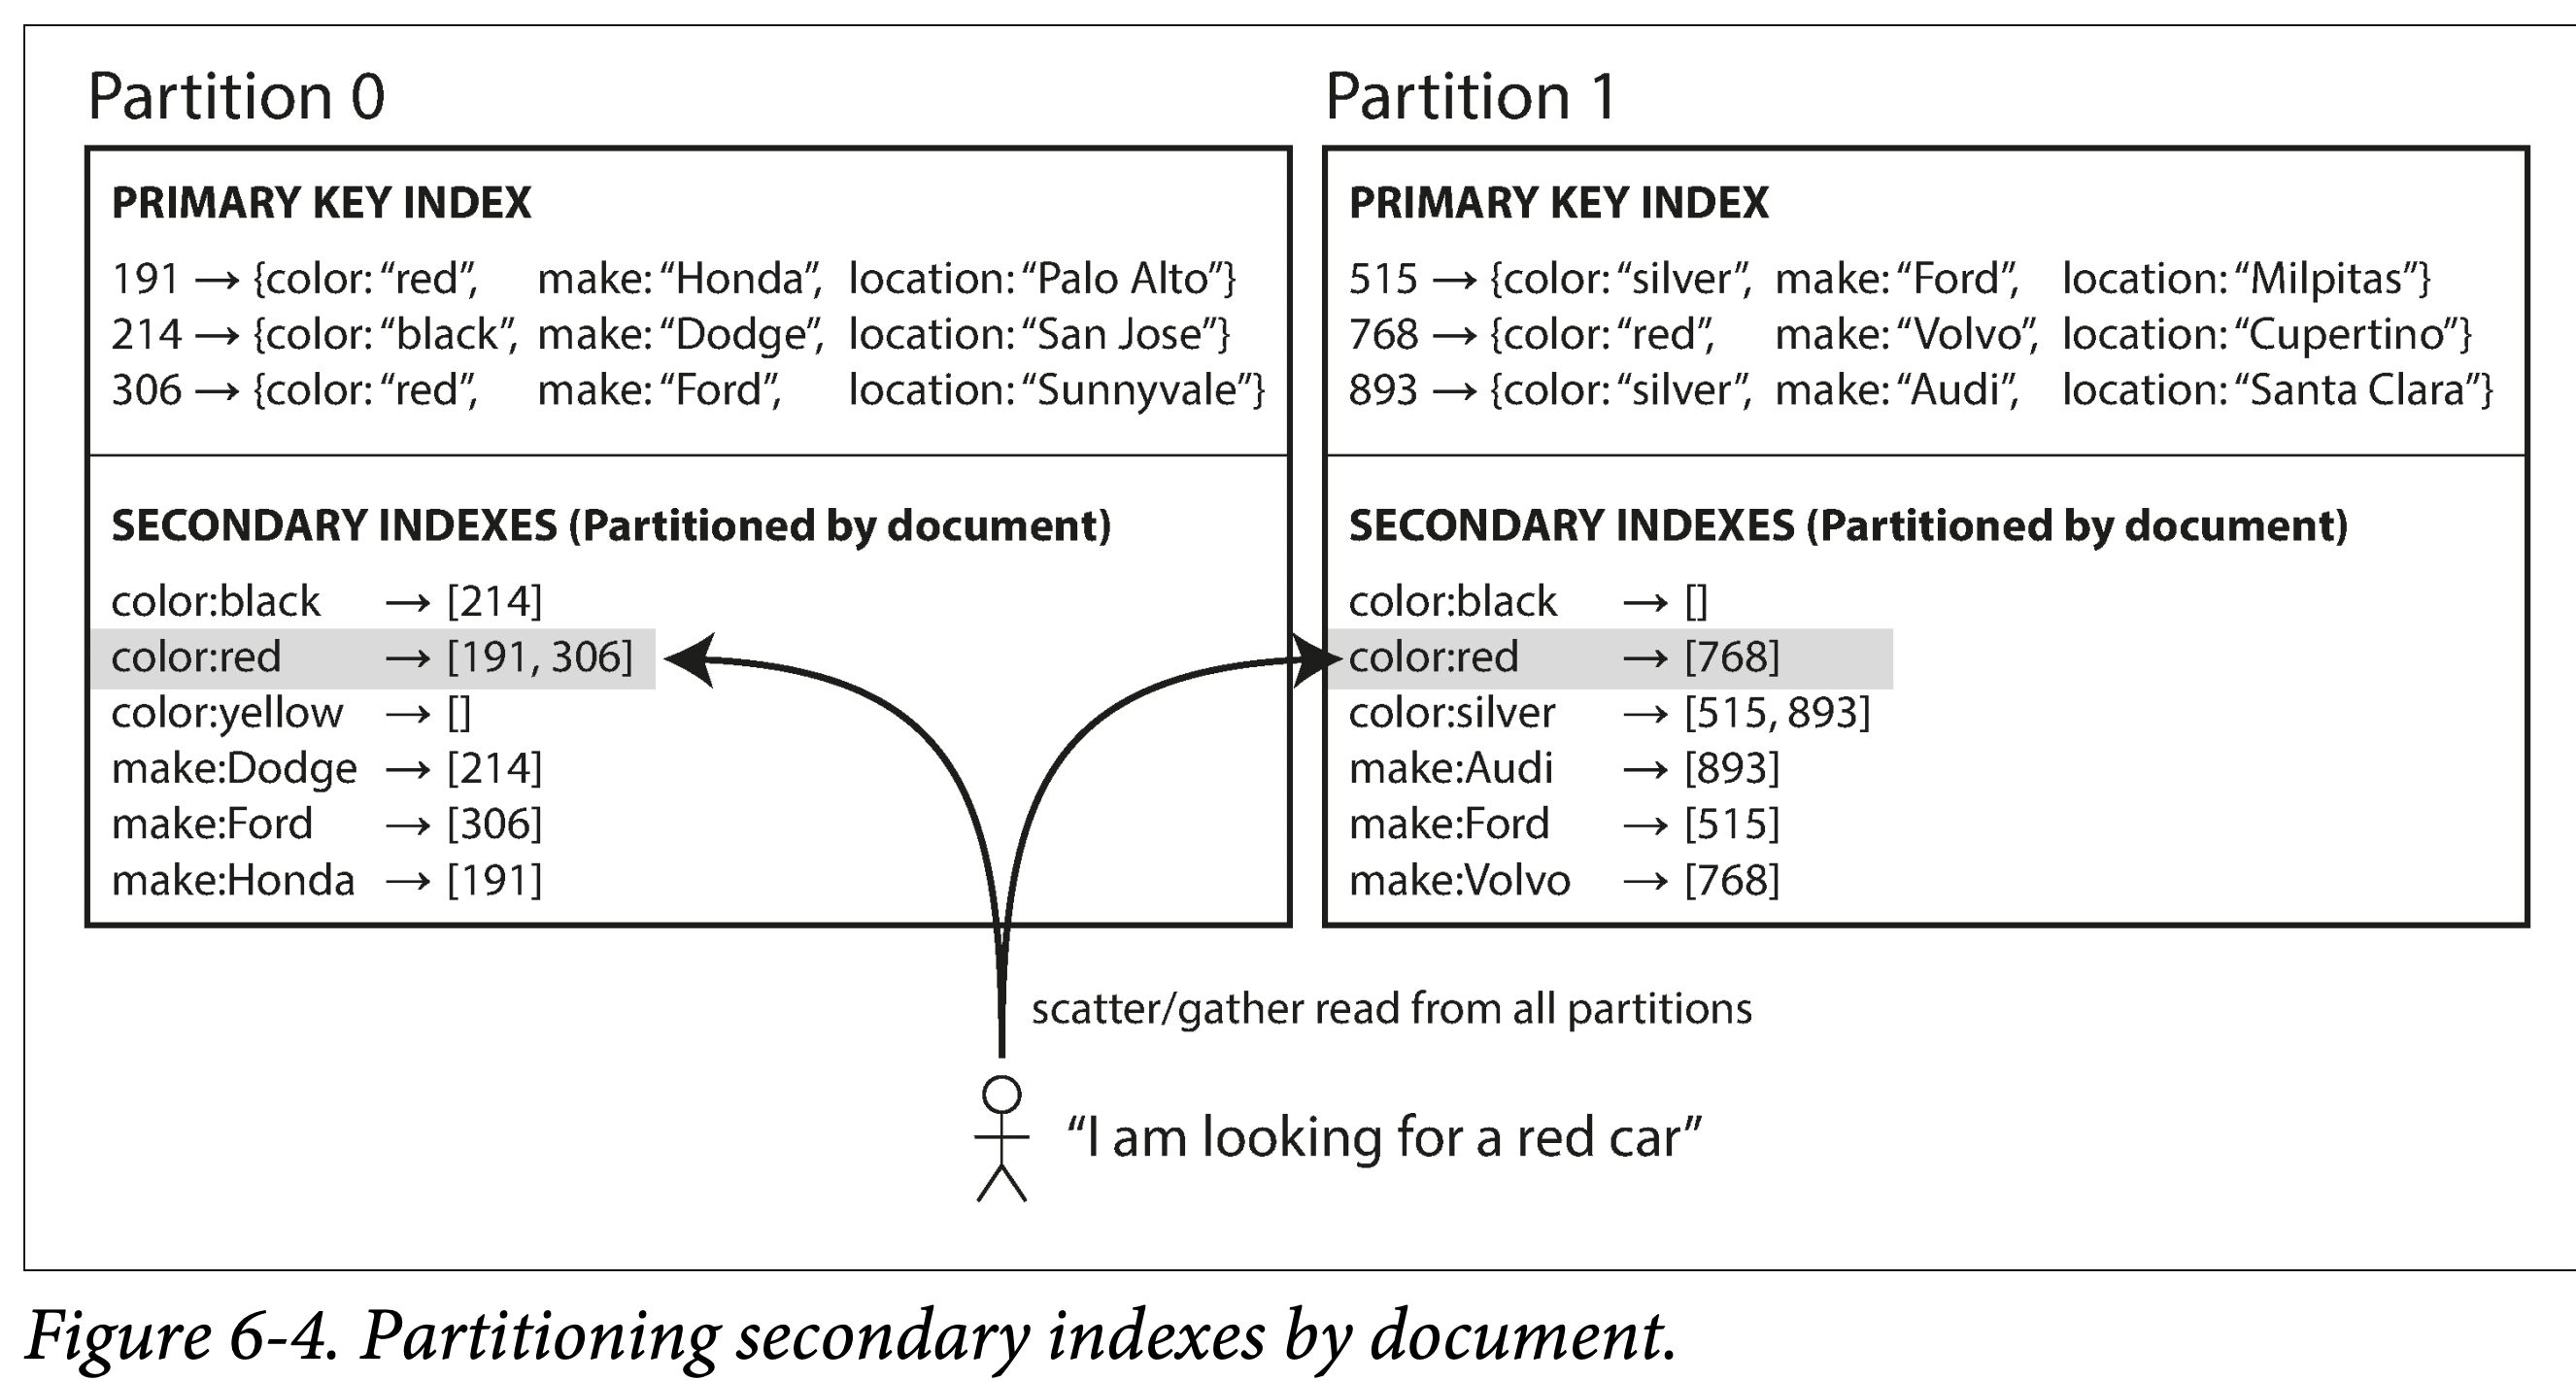 Partition 0
PRIMARY KEY INDEX
191 → {color: “red”, make: “Honda”, location: “Palo Alto”}
214 → {color: “black”, make: “Dodge”, location: “San Jose”}
306 → {color: “red”, make: “Ford”, location: “Sunnyvale”}
SECONDARY INDEXES (Partitioned by document)
color:black → [214]
color:red → [191, 306]
color:yellow → []
make:Dodge → [214]
make:Ford → [306]
make:Honda → [191]
Partition 1
PRIMARY KEY INDEX
515 → {color: “silver”, make: “Ford”, location: “Milpitas”}
768 → {color: “red”, make: “Volvo”, location: “Cupertino”}
893 → {color: “silver”, make: “Audi”, location: “Santa Clara”}
SECONDARY INDEXES (Partitioned by document)
color:black → []
color:red → [768]
color:silver → [515, 893]
make:Audi → [893]
make:Ford → [515]
make:Volvo → [768]
scatter/gather read from all partitions
“I am looking for a red car”
Figure 6-4. Partitioning secondary indexes by document.